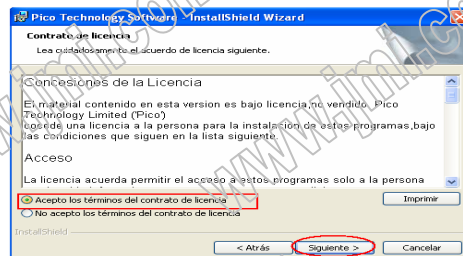 Pico Technology Software - InstallShield Wizard
Contrato de licencia
Lea cuidadosamente el acuerdo de licencia siguiente.
Concesiones de la Licencia
El material contenido en esta version es bajo licencia,no vendido. Pico
Technology Limited ('Pico')
concede una licencia a la persona para la instalación de estos programas,bajo
las condiciones que siguen en la lista siguiente.
Acceso
La licencia acuerda permitir el acceso a estos programas solo a la persona
Acepto los términos del contrato de licencia
Imprimir
No acepto los términos del contrato de licencia
InstallShield
< Atrás
Siguiente >
Cancelar